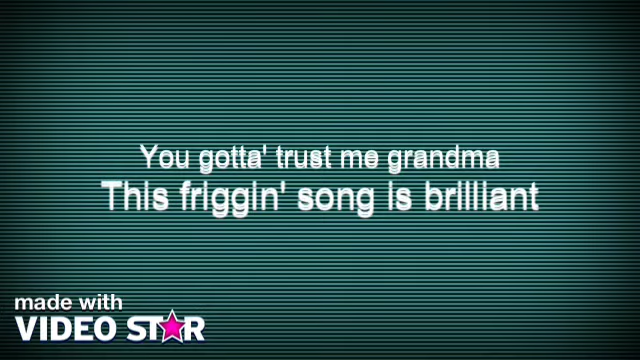 You gotta' trust me grandma
This friggin' song is brilliant
made with
VIDEO STAR